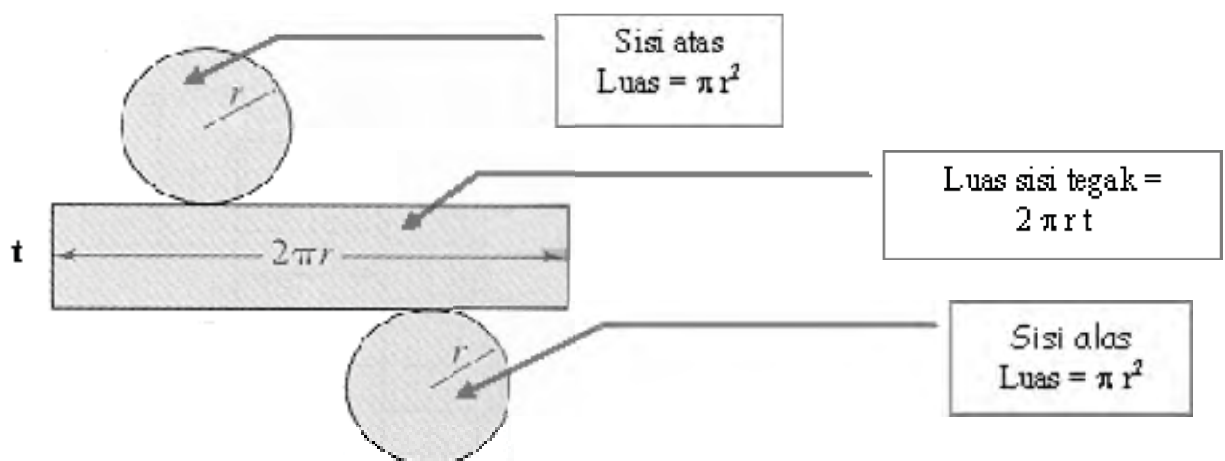 Sisi atas
Luas = π r²
r
Luas sisi tegak =
2 π r t
t
2πr
r
Sisi alas
Luas = π r²